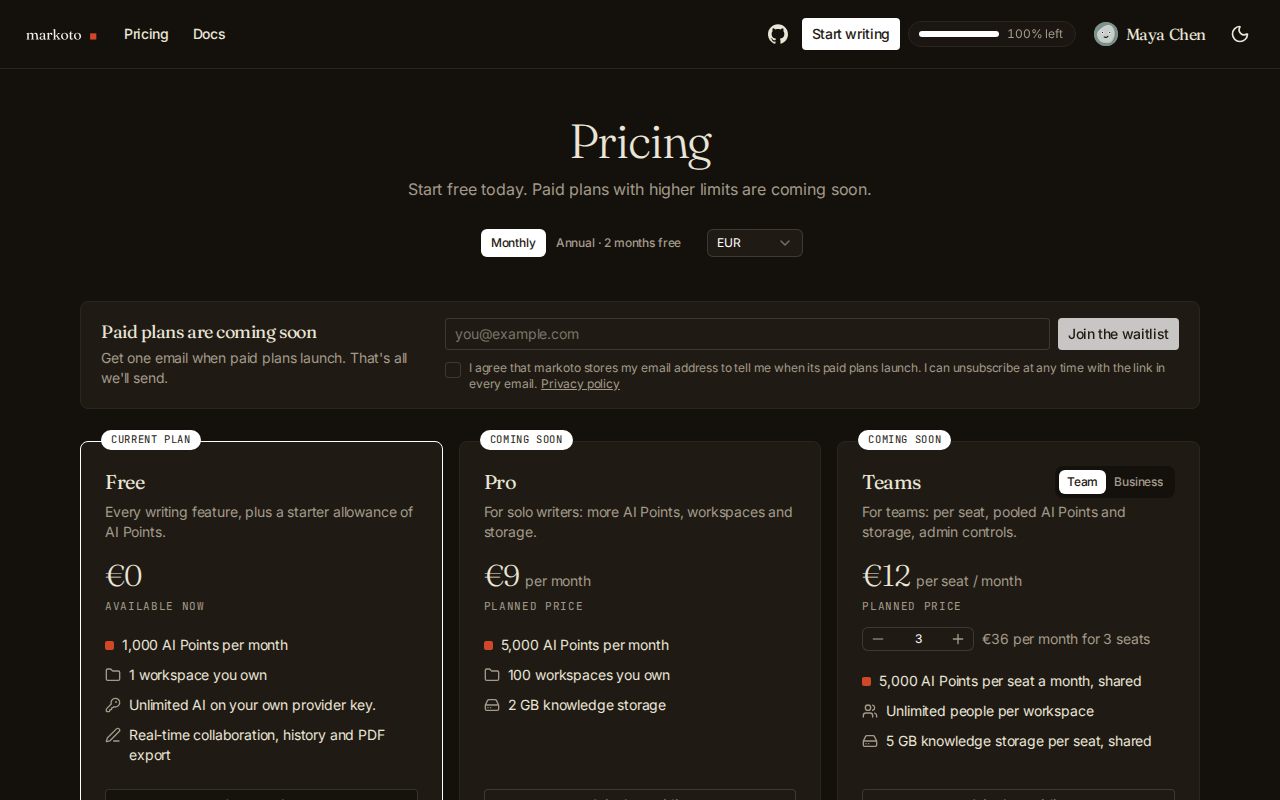 markoto
Pricing
Docs
Start writing
100% left
Maya Chen
Pricing
Start free today. Paid plans with higher limits are coming soon.
Monthly
Annual · 2 months free
EUR
Paid plans are coming soon
Get one email when paid plans launch. That's all
we'll send.
you@example.com
Join the waitlist
I agree that markoto stores my email address to tell me when its paid plans launch. I can unsubscribe at any time with the link in
every email. Privacy policy
CURRENT PLAN
Free
Every writing feature, plus a starter allowance of
AI Points.
€0
AVAILABLE NOW
1,000 AI Points per month
1 workspace you own
Unlimited AI on your own provider key.
Real-time collaboration, history and PDF
export
COMING SOON
Pro
For solo writers: more AI Points, workspaces and
storage.
€9 per month
PLANNED PRICE
5,000 AI Points per month
100 workspaces you own
2 GB knowledge storage
COMING SOON
Teams
Team
Business
For teams: per seat, pooled AI Points and
storage, admin controls.
€12 per seat / month
PLANNED PRICE
3
€36 per month for 3 seats
5,000 AI Points per seat a month, shared
Unlimited people per workspace
5 GB knowledge storage per seat, shared